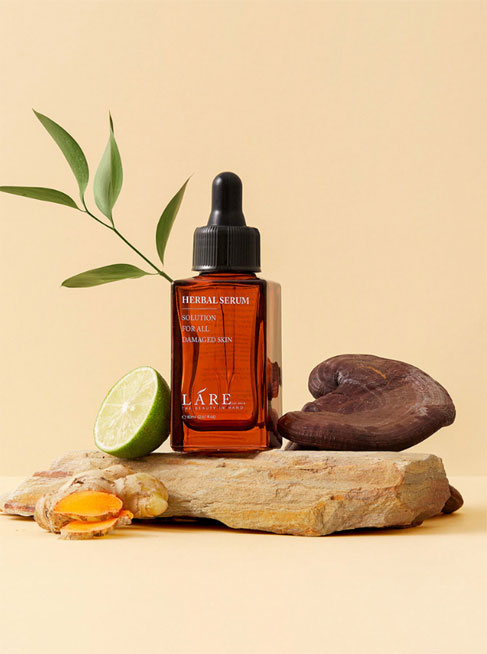 HERBAL SERUM
SOLUTION
FOR ALL
DAMAGED SKIN
LÁRE
THE BEAUTY IN HAND